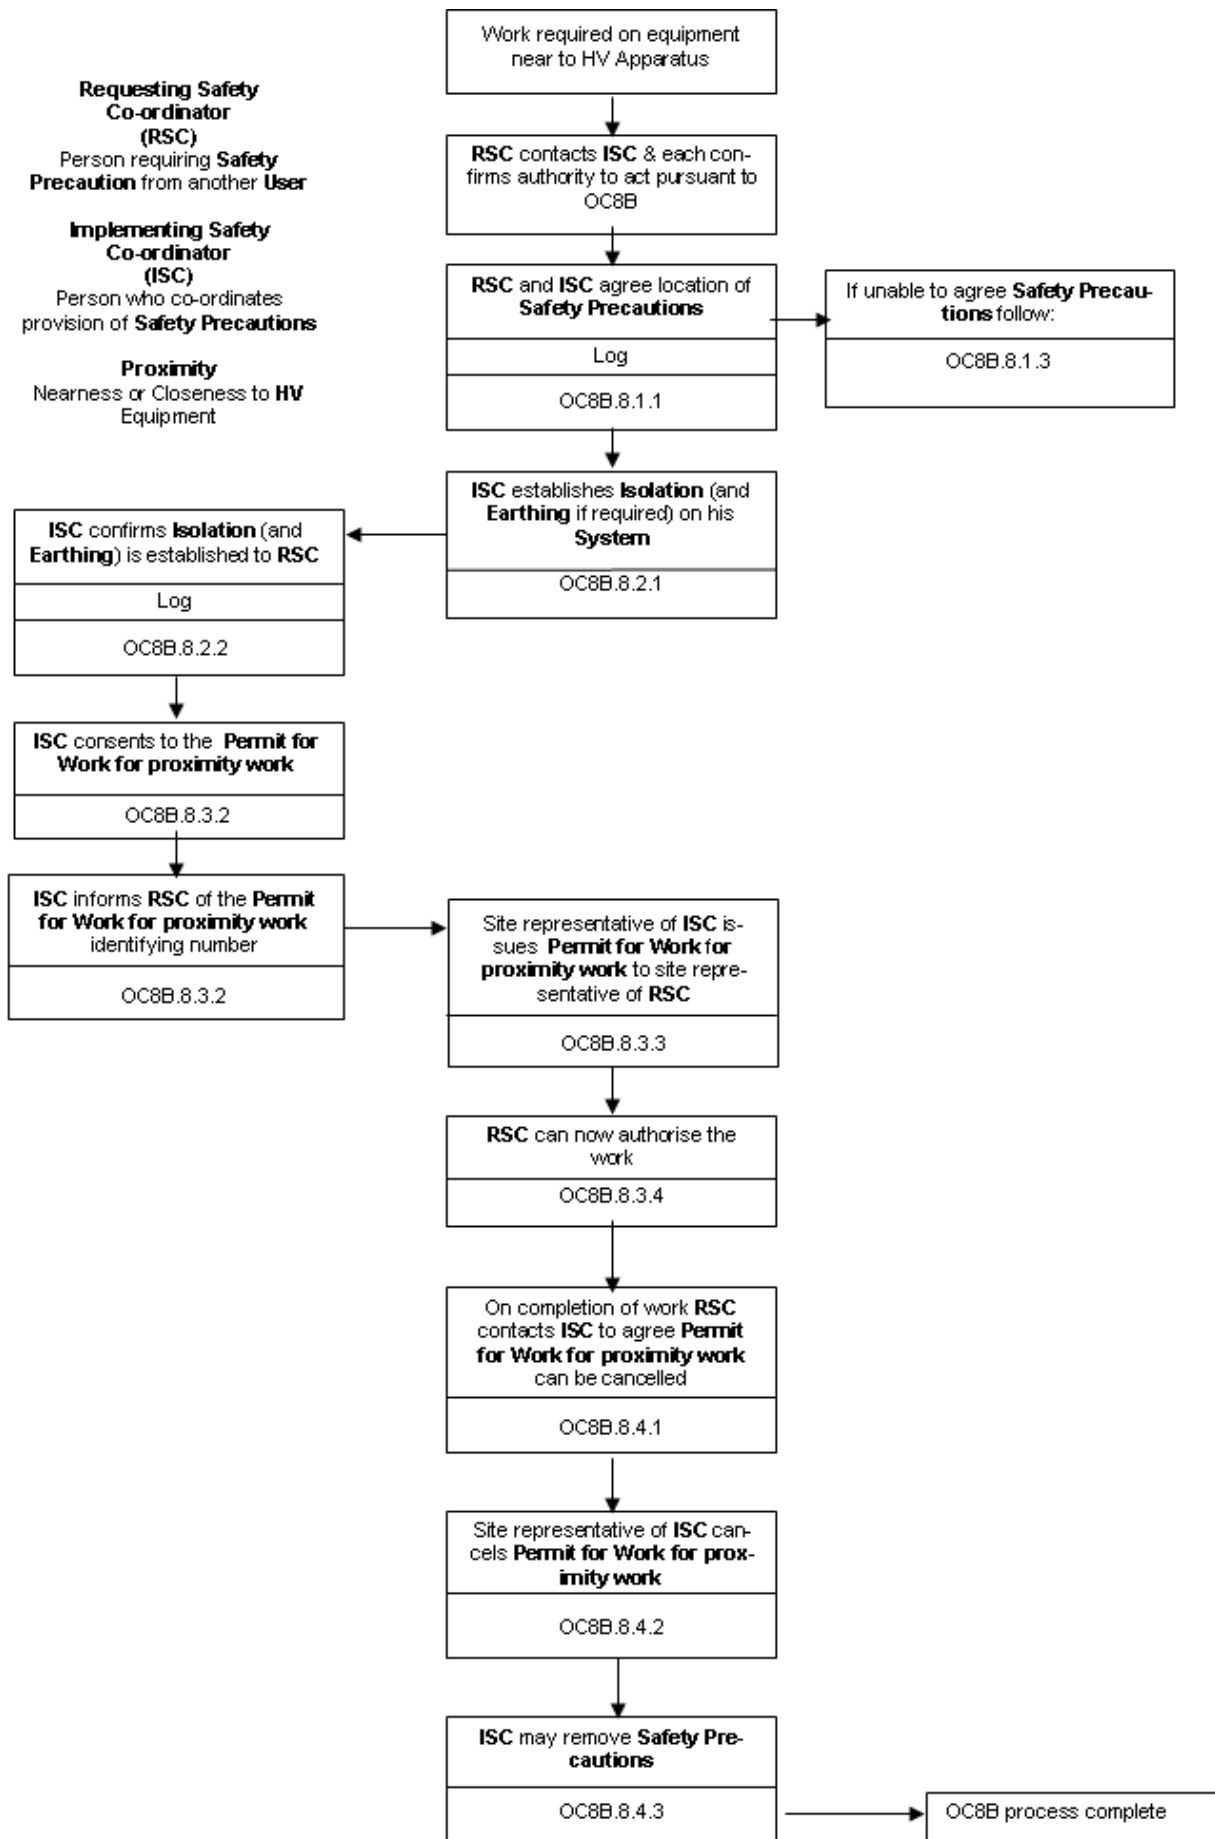 Work required on equipment
near to HV Apparatus
Requesting Safety
Co-ordinator
(RSC)
Person requiring Safety
Precaution from another User
Implementing Safety
Co-ordinator
(ISC)
Person who co-ordinates
provision of Safety Precautions
Proximity
Nearness or Closeness to HV
Equipment
RSC contacts ISC & each con-
firms authority to act pursuant to
OC8B
RSC and ISC agree location of
Safety Precautions
Log
OC8B.8.1.1
If unable to agree Safety Precau-
tions follow:
OC8B.8.1.3
ISC establishes Isolation (and
Earthing if required) on his
System
OC8B.8.2.1
ISC confirms Isolation (and
Earthing) is established to RSC
Log
OC8B.8.2.2
ISC consents to the Permit for
Work for proximity work
OC8B.8.3.2
ISC informs RSC of the Permit
for Work for proximity work
identifying number
OC8B.8.3.2
Site representative of ISC is-
sues Permit for Work for
proximity work to site repre-
sentative of RSC
OC8B.8.3.3
RSC can now authorise the
work
OC8B.8.3.4
On completion of work RSC
contacts ISC to agree Permit
for Work for proximity work
can be cancelled
OC8B.8.4.1
Site representative of ISC can-
cels Permit for Work for prox-
imity work
OC8B.8.4.2
ISC may remove Safety Pre-
cautions
OC8B.8.4.3
OC8B process complete